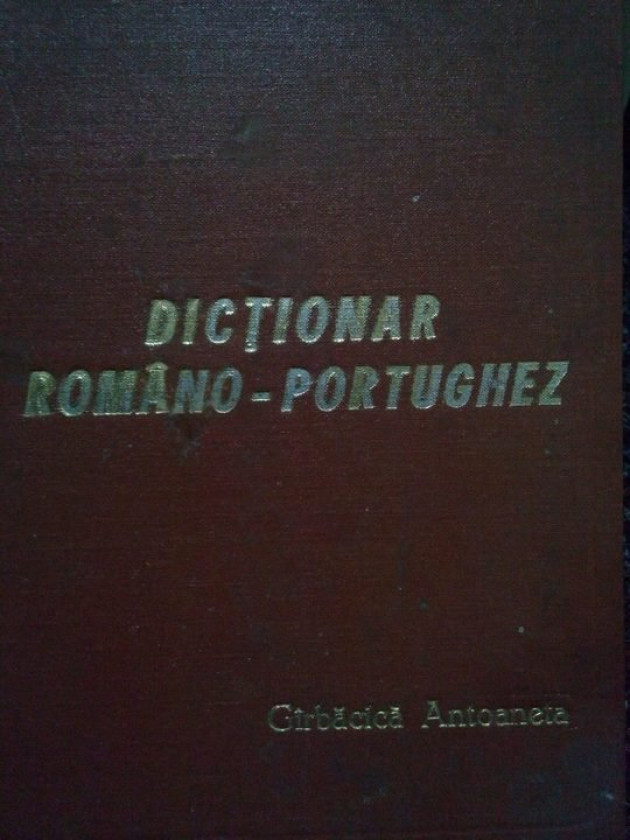 DICȚIONAR
ROMÂNO - PORTUGHEZ
Gîrbăcică Antoaneta